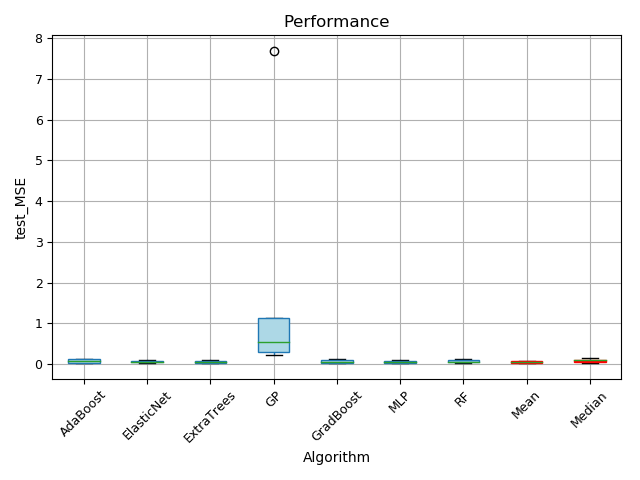 Performance
8
7
6
5
4
3
2
1
0
test_MSE
AdaBoost
ElasticNet
ExtraTrees
GP
GradBoost
MLP
RF
Mean
Median
Algorithm